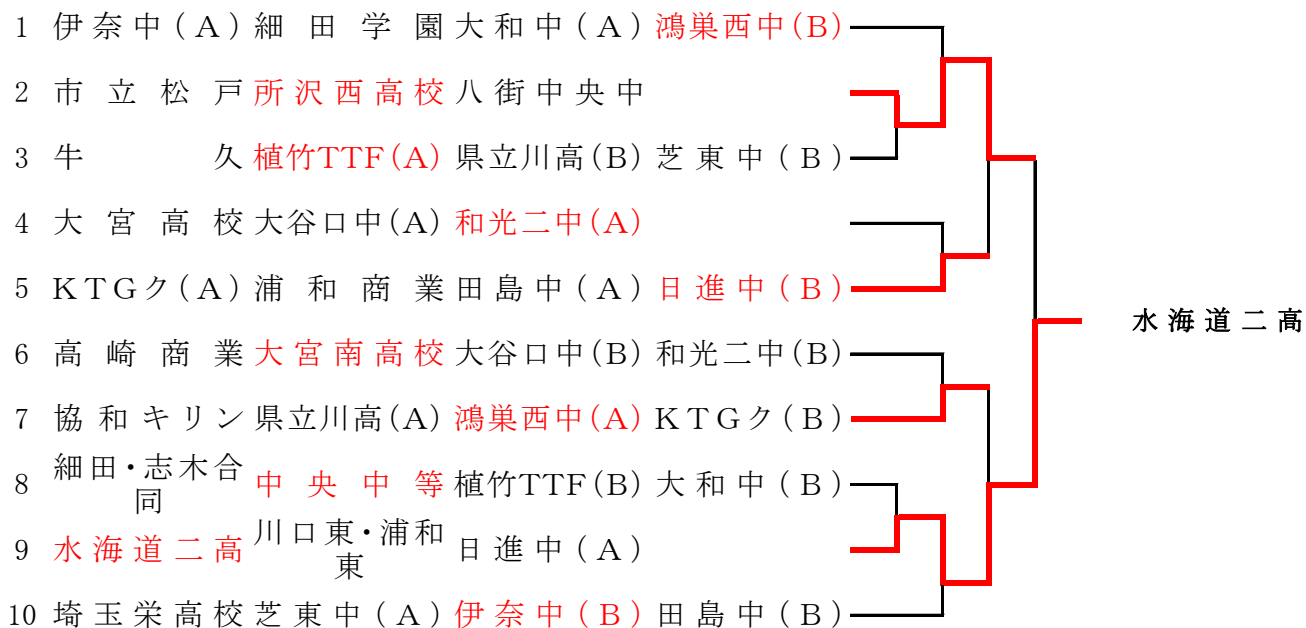 1 伊奈中(A) 細田学園 大和中(A) 鴻巣西中(B)
2 市立松戸 所沢西高校 八街中央中
3 牛久 植竹TTF(A) 県立川高(B) 芝東中(B)
4 大宮高校 大谷口中(A) 和光二中(A)
5 KTGク(A) 浦和商業 田島中(A) 日進中(B)
水海道二高
6 高崎商業 大宮南高校 大谷口中(B) 和光二中(B)
7 協和キリン 県立川高(A) 鴻巣西中(A) KTGク(B)
8 細田・志木合同 中央中等 植竹TTF(B) 大和中(B)
9 水海道二高 川口東・浦和東 日進中(A)
10 埼玉栄高校 芝東中(A) 伊奈中(B) 田島中(B)